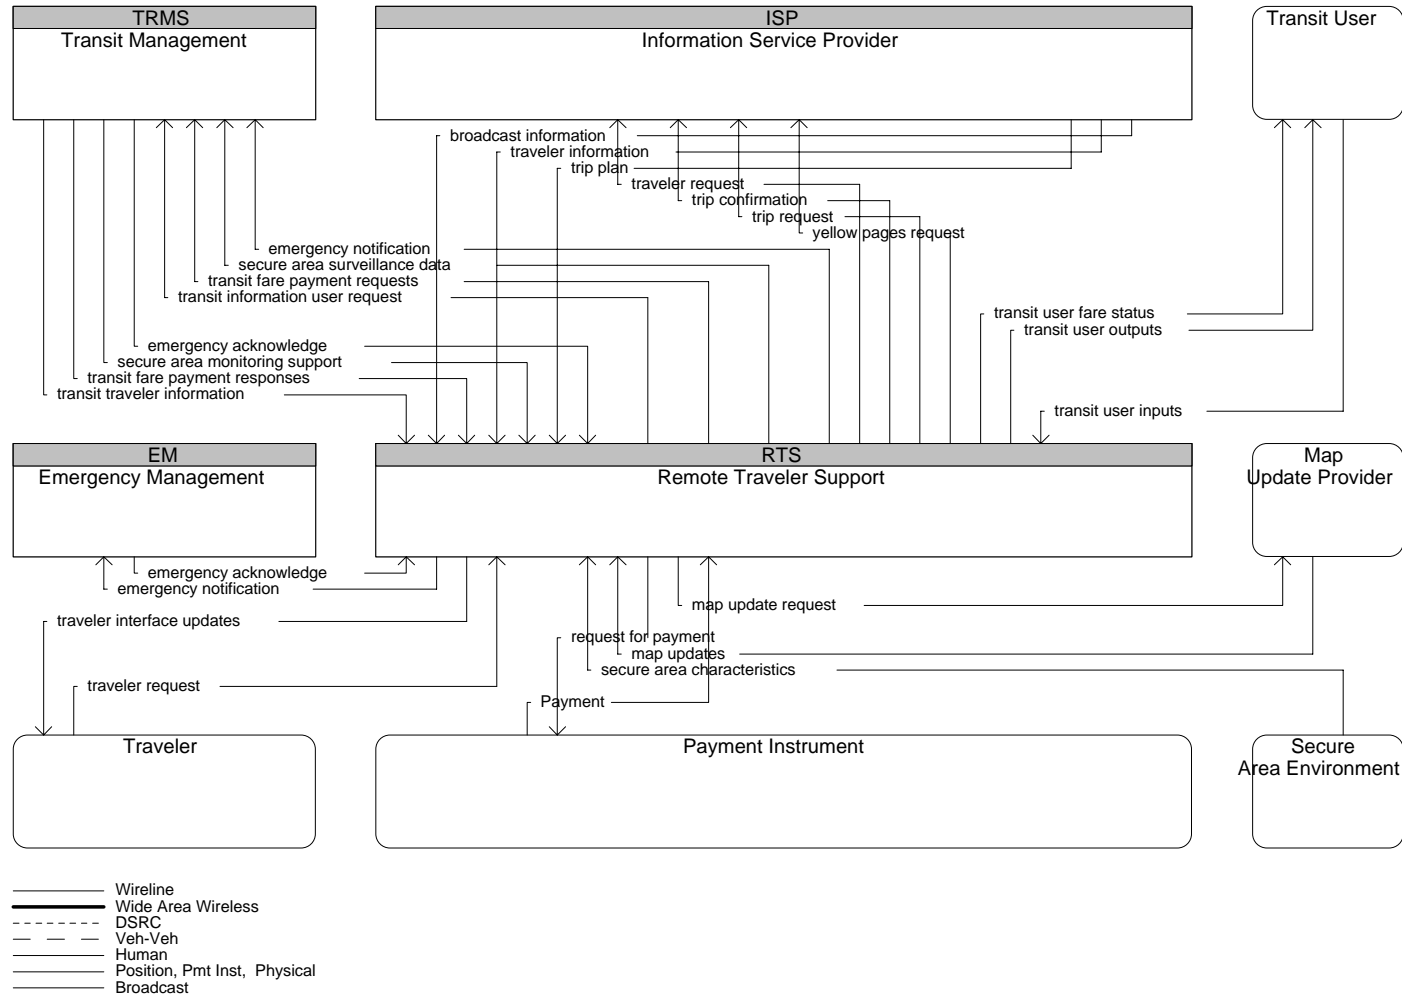 TRMS
Transit Management
ISP
Information Service Provider
Transit User
broadcast information
traveler information
trip plan
traveler request
trip confirmation
trip request
yellow pages request
emergency notification
secure area surveillance data
transit fare payment requests
transit information user request
transit user fare status
transit user outputs
emergency acknowledge
secure area monitoring support
transit fare payment responses
transit traveler information
transit user inputs
EM
Emergency Management
RTS
Remote Traveler Support
Map
Update Provider
emergency acknowledge
emergency notification
map update request
traveler interface updates
request for payment
map updates
secure area characteristics
traveler request
Payment
Traveler
Payment Instrument
Secure
Area Environment
Wireline
Wide Area Wireless
DSRC
Veh-Veh
Human
Position, Pmt Inst, Physical
Broadcast